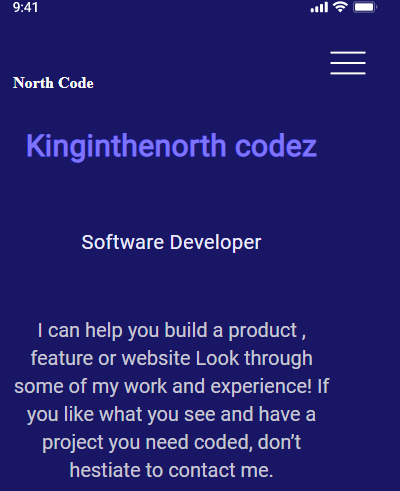 9:41
North Code
Kinginthenorth codez
Software Developer
I can help you build a product ,
feature or website Look through
some of my work and experience! If
you like what you see and have a
project you need coded, don’t
hestiate to contact me.